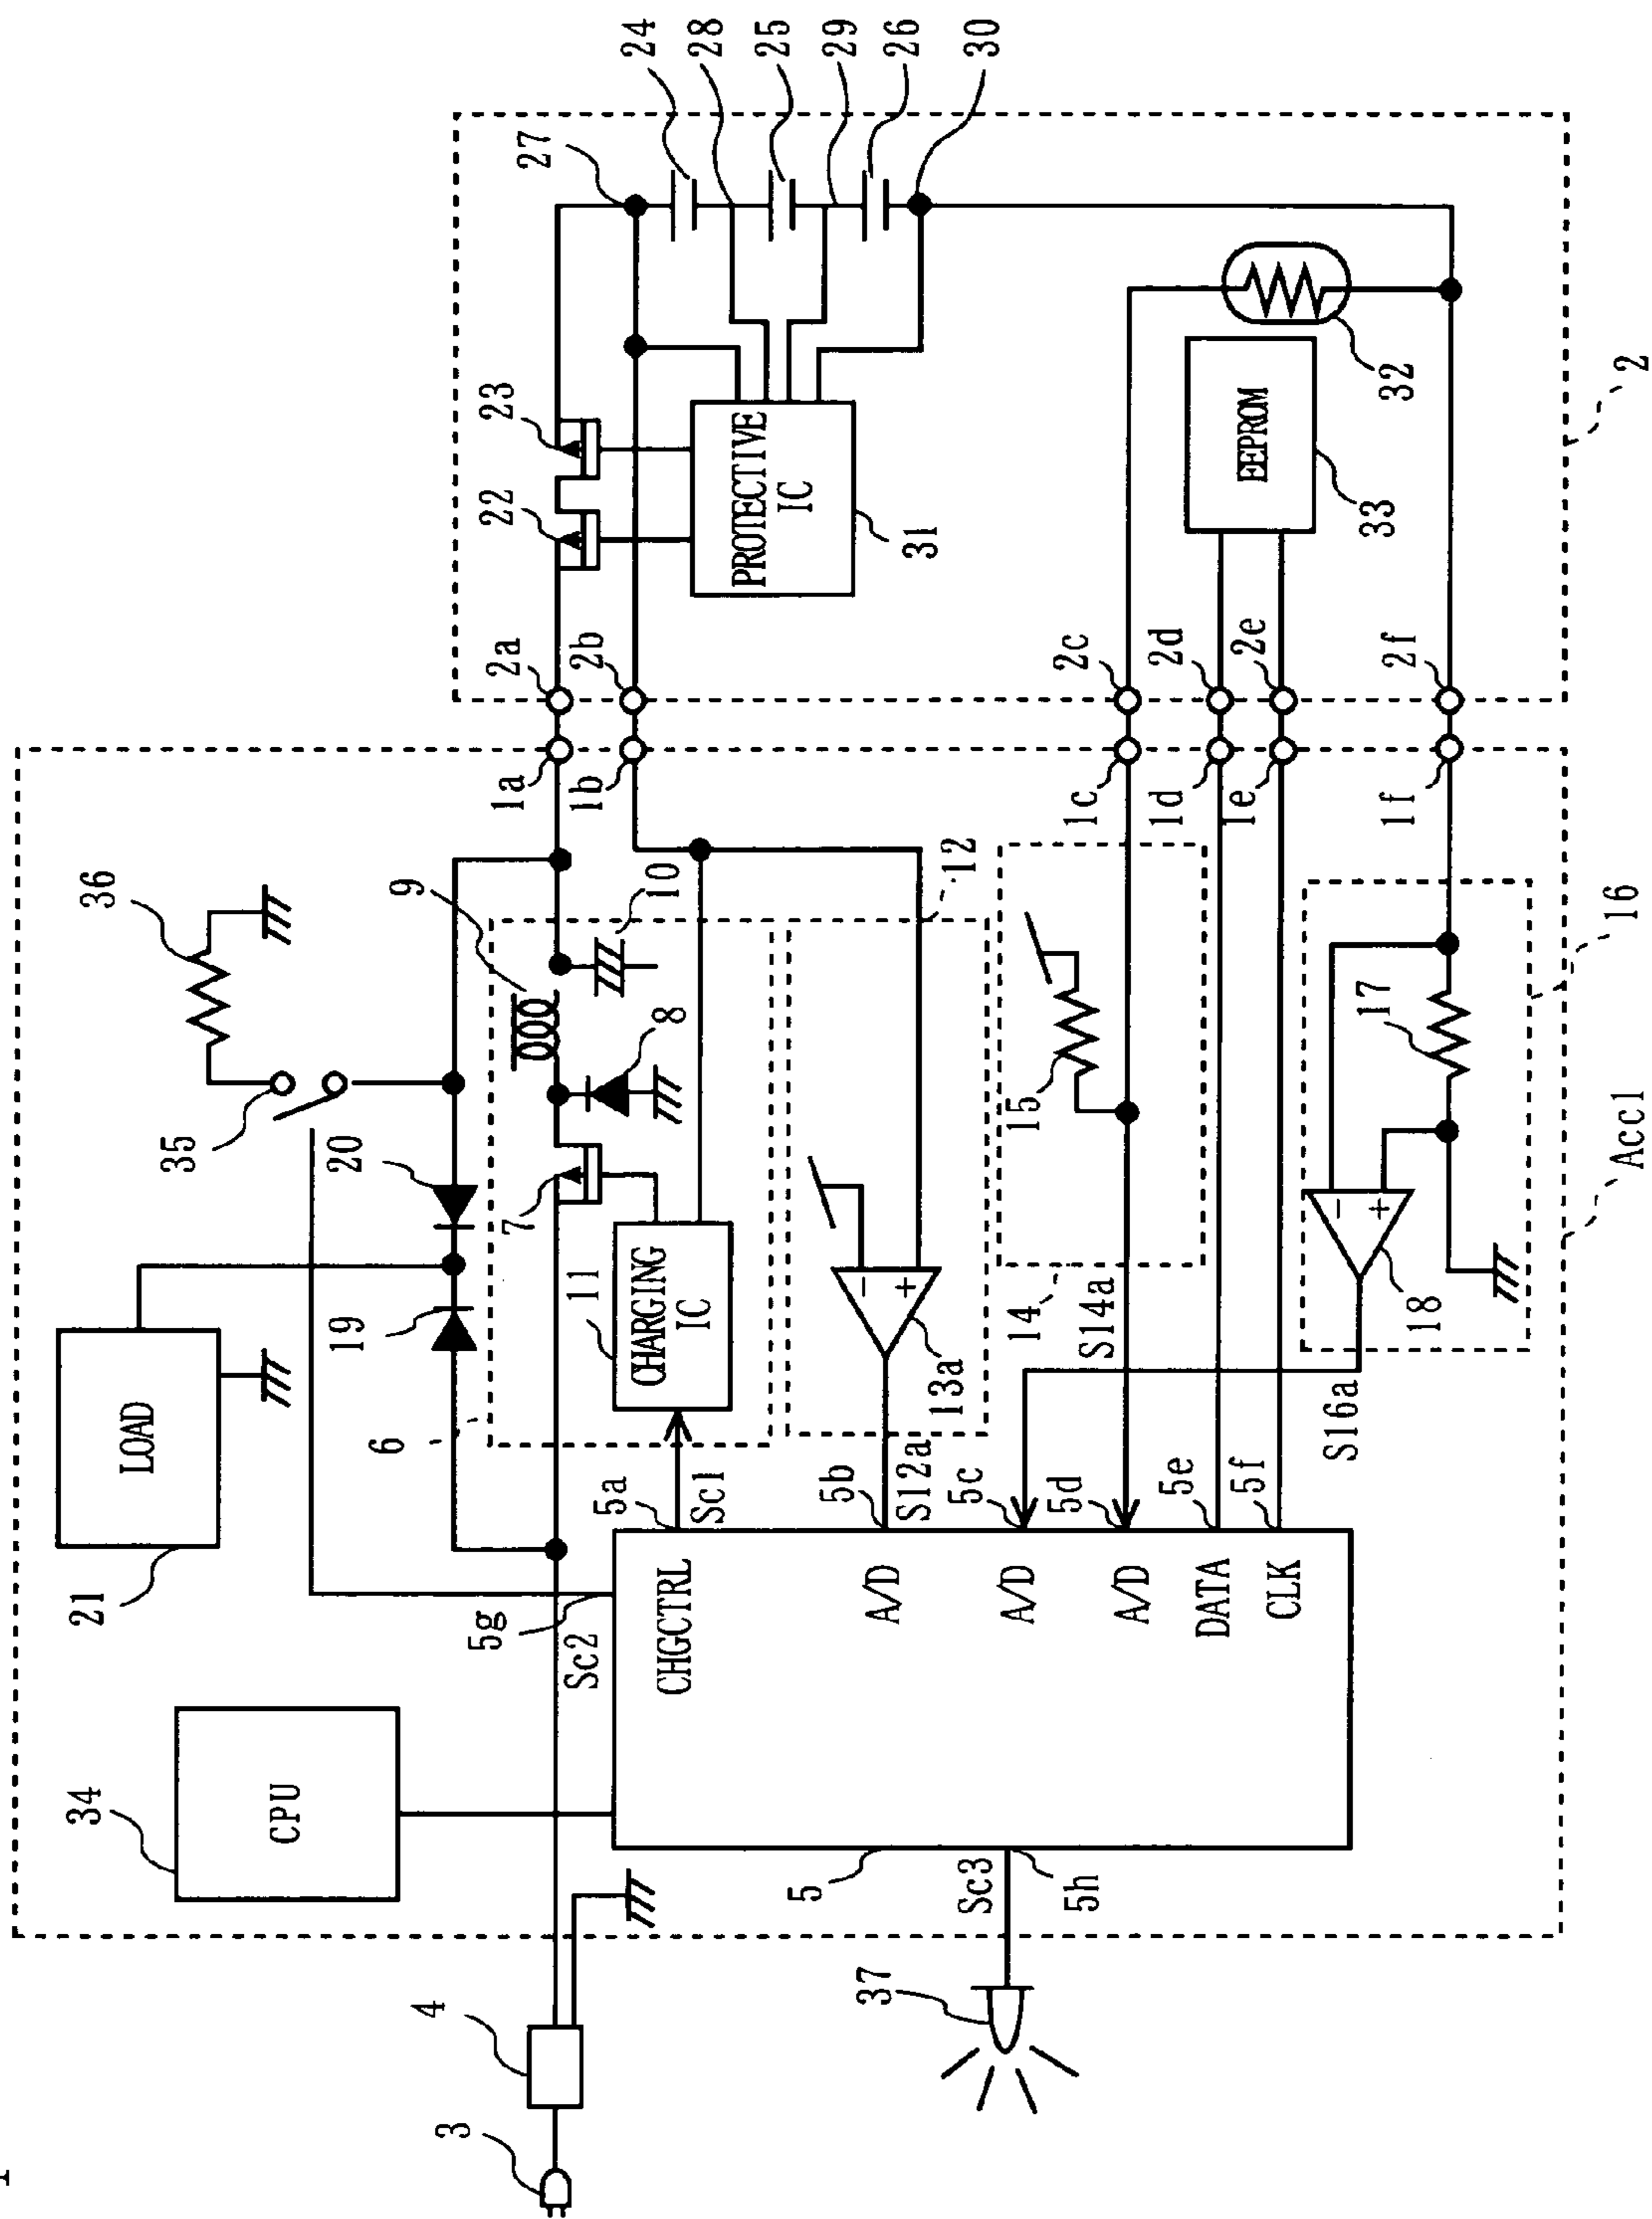 24
28
25
29
26
30
27
23
22
PROTECTIVE
IC
31
EEPROM
32
33
2
2a
2b
2c
2d
2e
2f
1a
1b
1c
1d
1e
1f
36
9
10
12
35
20
7
8
15
17
16
LOAD
21
19
6
11
CHARGING
IC
13a
14
S14a
18
Acc1
5a
Sc1
5b
S12a
5c
5d
5e
5f
S16a
5g
Sc2
CHGCTRL
A/D
A/D
A/D
DATA
CLK
34
CPU
5
Sc3
5h
4
37
3